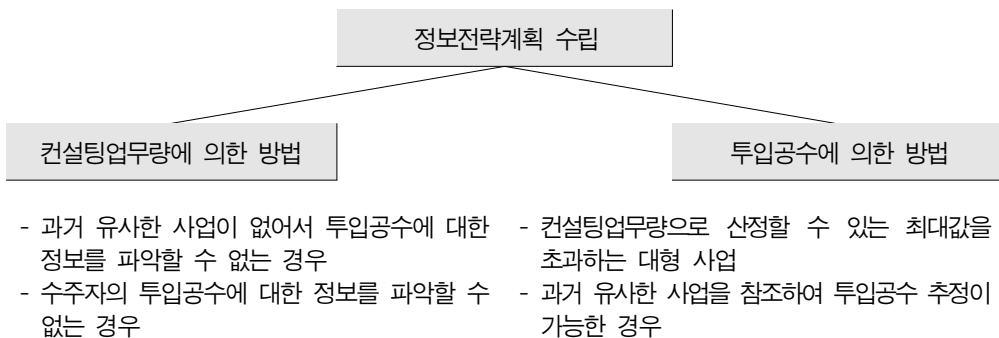 정보전략계획 수립
컨설팅업무량에 의한 방법
투입공수에 의한 방법
- 과거 유사한 사업이 없어서 투입공수에 대한
정보를 파악할 수 없는 경우
- 수주자의 투입공수에 대한 정보를 파악할 수
없는 경우
- 컨설팅업무량으로 산정할 수 있는 최대값을
초과하는 대형 사업
- 과거 유사한 사업을 참조하여 투입공수 추정이
가능한 경우